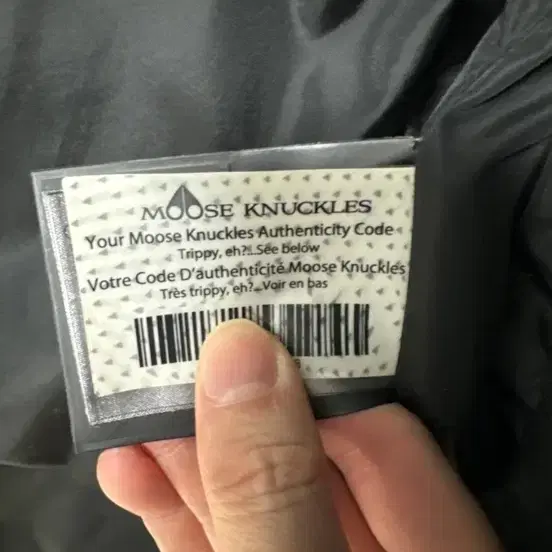 MOOSE KNUCKLES
Your Moose Knuckles Authenticity Code
Trippy, eh?...See below
Votre Code D'authenticité Moose Knuckles
Très trippy, eh?...Voir en bas